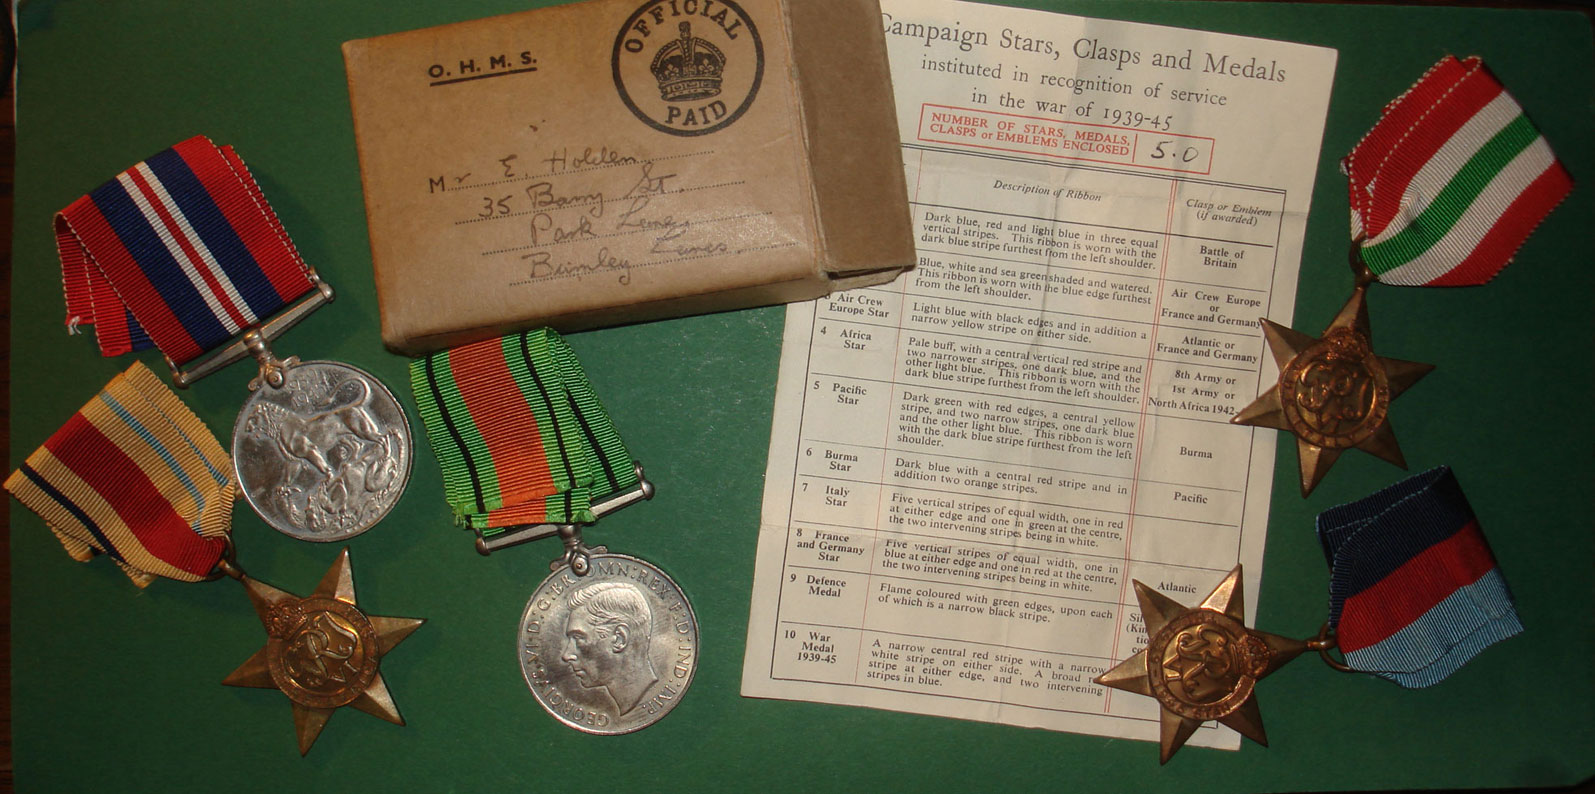 O. H. M. S.
OFFICIAL
PAID
Mr E. Holden
35 Barry St.
Park Lane
Burnley Lancs.
Campaign Stars, Clasps and Medals
instituted in recognition of service
in the war of 1939-45
NUMBER OF STARS, MEDALS,
CLASPS or EMBLEMS ENCLOSED
5.0
Description of Ribbon
Clasp or Emblem
(if awarded)
Dark blue, red and light blue in three equal
vertical stripes. This ribbon is worn with the
dark blue stripe furthest from the left shoulder.
Battle of
Britain
Blue, white and sea green shaded and watered.
This ribbon is worn with the blue edge furthest
from the left shoulder.
Air Crew Europe
or
France and Germany
3 Air Crew
Europe Star
Light blue with black edges and in addition a
narrow yellow stripe on either side.
Atlantic or
France and Germany
4 Africa
Star
Pale buff, with a central vertical red stripe and
two narrower stripes, one dark blue, and the
other light blue. This ribbon is worn with the
dark blue stripe furthest from the left shoulder.
8th Army or
1st Army or
North Africa 1942-
5 Pacific
Star
Dark green with red edges, a central yellow
stripe, and two narrow stripes, one dark blue
and the other light blue. This ribbon is worn
with the dark blue stripe furthest from the left
shoulder.
Burma
6 Burma
Star
Dark blue with a central red stripe and in
addition two orange stripes.
Pacific
7 Italy
Star
Five vertical stripes of equal width, one in red
at either edge and one in green at the centre,
the two intervening stripes being in white.
8 France
and Germany
Star
Five vertical stripes of equal width, one in
blue at either edge and one in red at the centre,
the two intervening stripes being in white.
Atlantic
9 Defence
Medal
Flame coloured with green edges, upon each
of which is a narrow black stripe.
Sil
(Kin
tio
co
10 War
Medal
1939-45
A narrow central red stripe with a narrow
white stripe on either side. A broad re
stripe at either edge, and two intervening
stripes in blue.
GEORGIVS VI D:G:BR:OMN:REX F:D:IND:IMP.